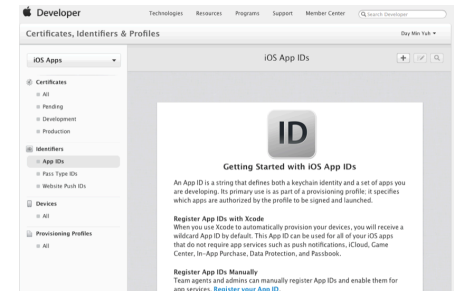 Developer
Technologies Resources Programs Support Member Center Search Developer
Certificates, Identifiers & Profiles
Day Min Yuh
iOS Apps
iOS App IDs
Certificates
All
Pending
Development
Production
Identifiers
App IDs
Pass Type IDs
Website Push IDs
Devices
All
Provisioning Profiles
All
ID
Getting Started with iOS App IDs
An App ID is a string that defines both a keychain identity and a set of apps you
are developing. Its primary use is as part of a provisioning profile; it specifies
which apps are authorized by the profile to be signed and launched.
Register App IDs with Xcode
When you use Xcode to automatically provision your devices, you will receive a
wildcard App ID by default. This App ID can be used for all of your iOS apps
that do not require app services such as push notifications, iCloud, Game
Center, In-App Purchase, Data Protection, and Passbook.
Register App IDs Manually
Team agents and admins can manually register App IDs and enable them for
app services. Register your App ID.